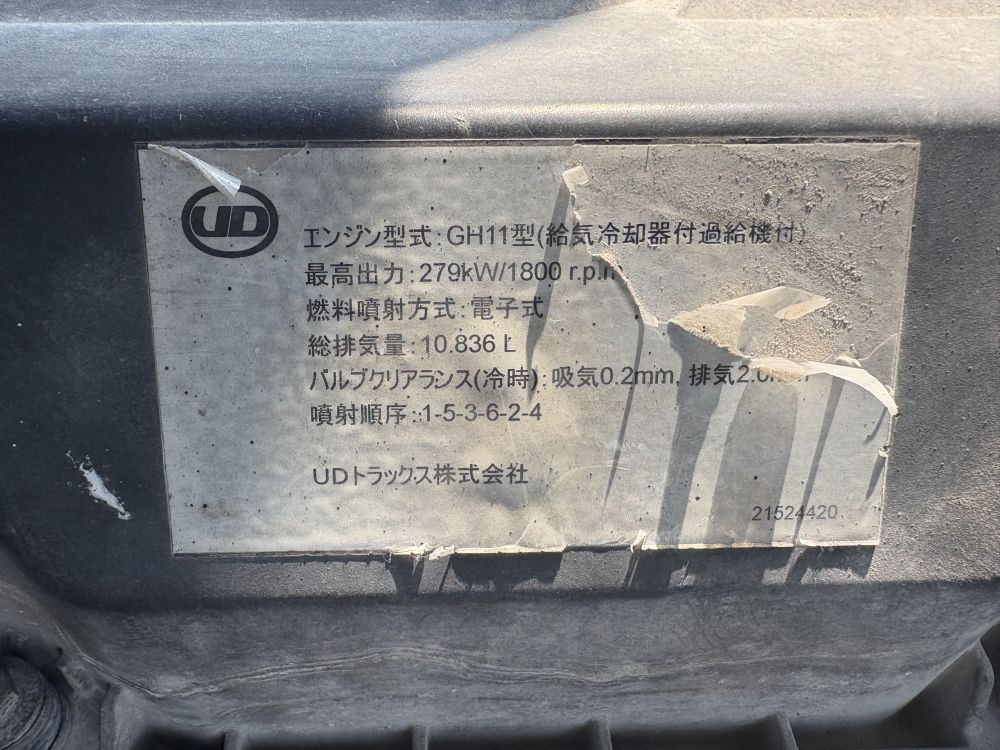 UD
エンジン型式:GH11型(給気冷却器付過給機付)
最高出力:279kW/1800
燃料噴射方式:電子式
総排気量:10.836 L
バルブクリアランス(冷時):吸気0.2mm, 排気
噴射順序:1-5-3-6-2-4
UDトラックス株式会社
21524420